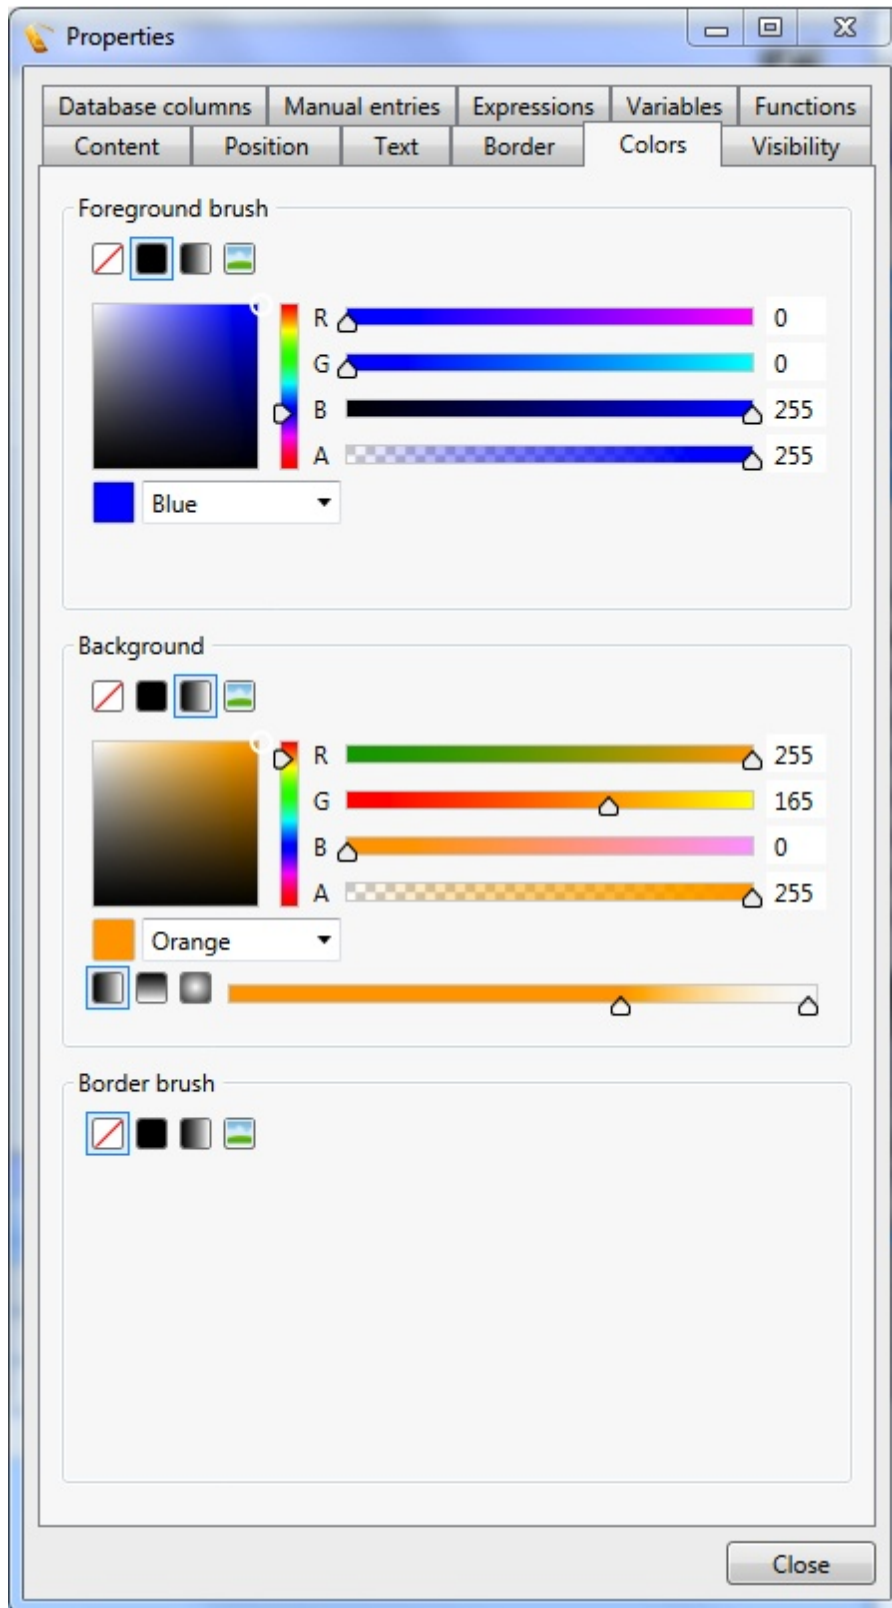 Properties
Database columns Manual entries Expressions Variables Functions
Content Position Text Border Colors Visibility
Foreground brush
R 0
G 0
B 255
A 255
Blue
Background
R 255
G 165
B 0
A 255
Orange
Border brush
Close